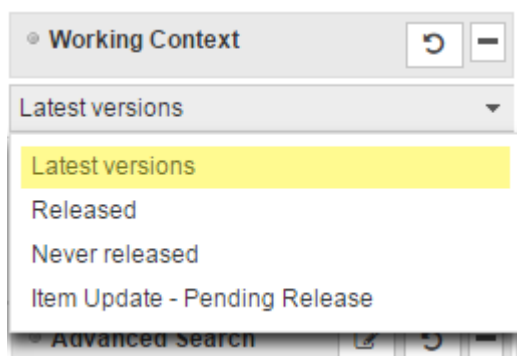 Working Context
Latest versions
Latest versions
Released
Never released
Item Update - Pending Release
Advanced Search